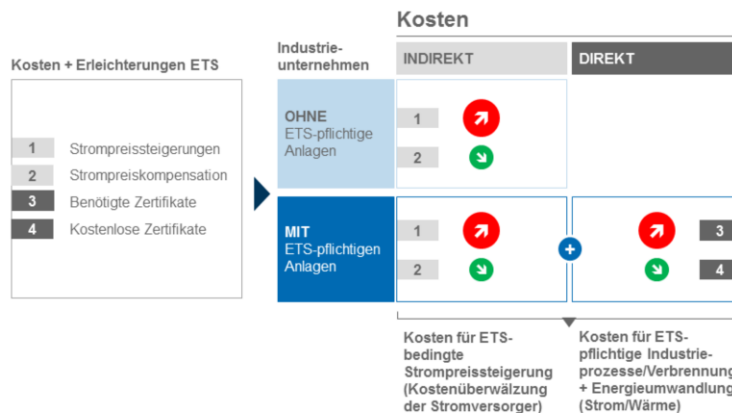 Kosten
Kosten + Erleichterungen ETS
1 Strompreissteigerungen
2 Strompreiskompensation
3 Benötigte Zertifikate
4 Kostenlose Zertifikate
Industrie-
unternehmen
INDIREKT
DIREKT
OHNE
ETS-pflichtige
Anlagen
1
2
MIT
ETS-pflichtigen
Anlagen
1
2
+
3
4
Kosten für ETS-
bedingte
Strompreissteigerung
(Kostenüberwälzung
der Stromversorger)
Kosten für ETS-
pflichtige Industrie-
prozesse/Verbrennung
+ Energieumwandlung
(Strom/Wärme)